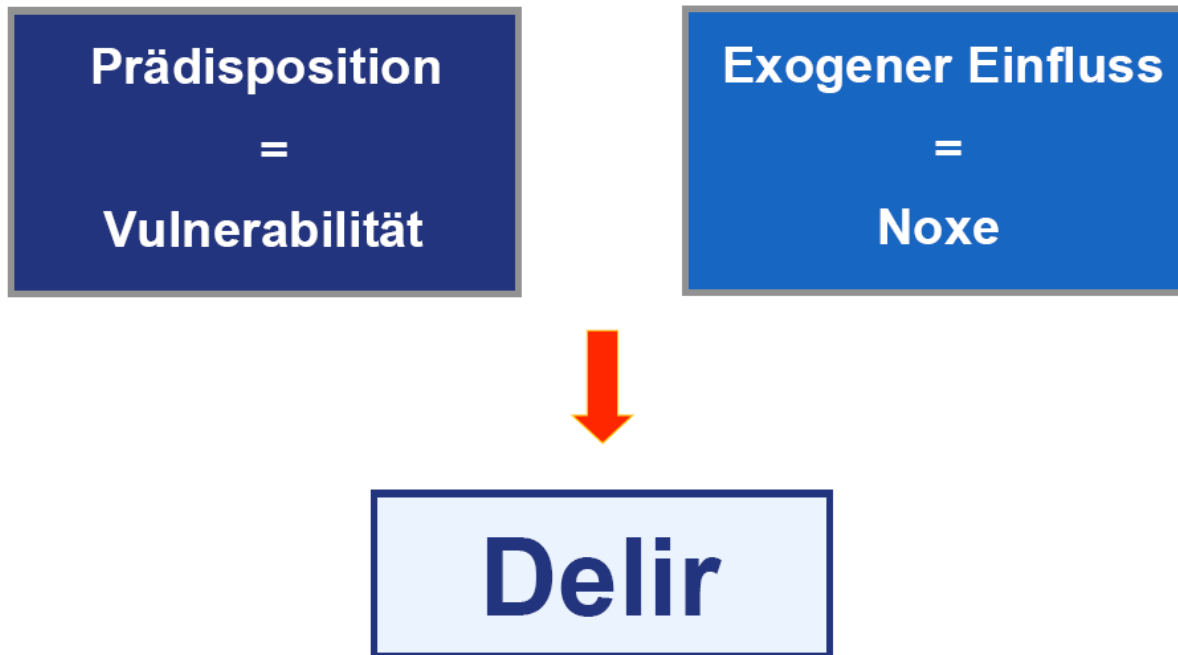 Prädisposition
=
Vulnerabilität
Exogener Einfluss
=
Noxe
Delir